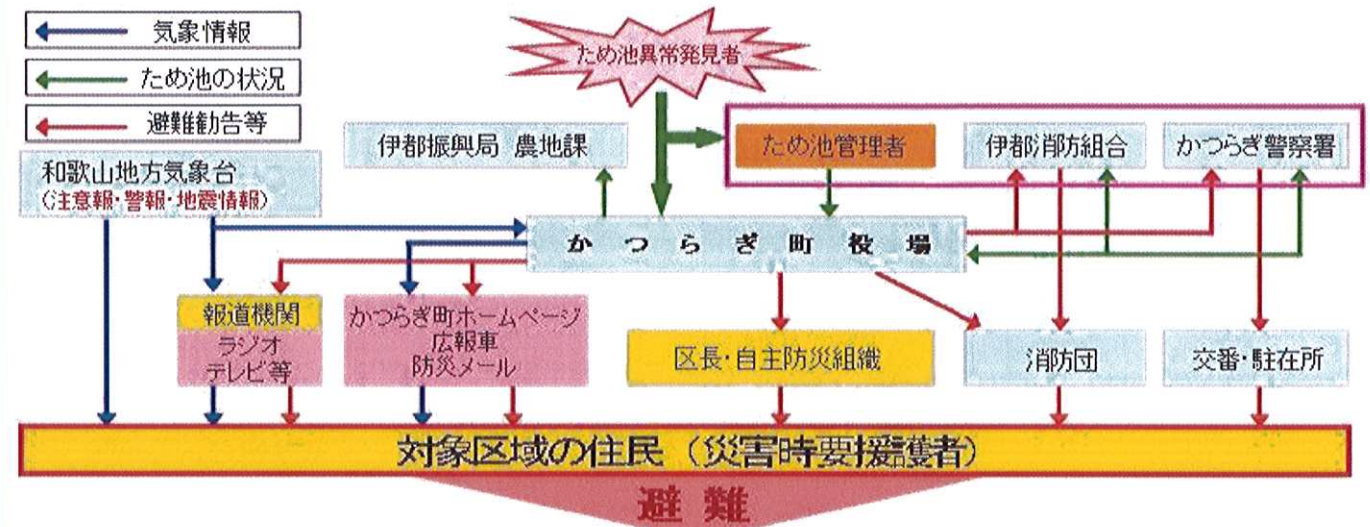 気象情報
ため池の状況
避難勧告等
ため池異常発見者
伊都振興局 農地課
ため池管理者
伊都消防組合
かつらぎ警察署
和歌山地方気象台
(注意報・警報・地震情報)
かつらぎ町役場
報道機関
ラジオ
テレビ等
かつらぎ町ホームページ
広報車
防災メール
区長・自主防災組織
消防団
交番・駐在所
対象区域の住民(災害時要援護者)
避難